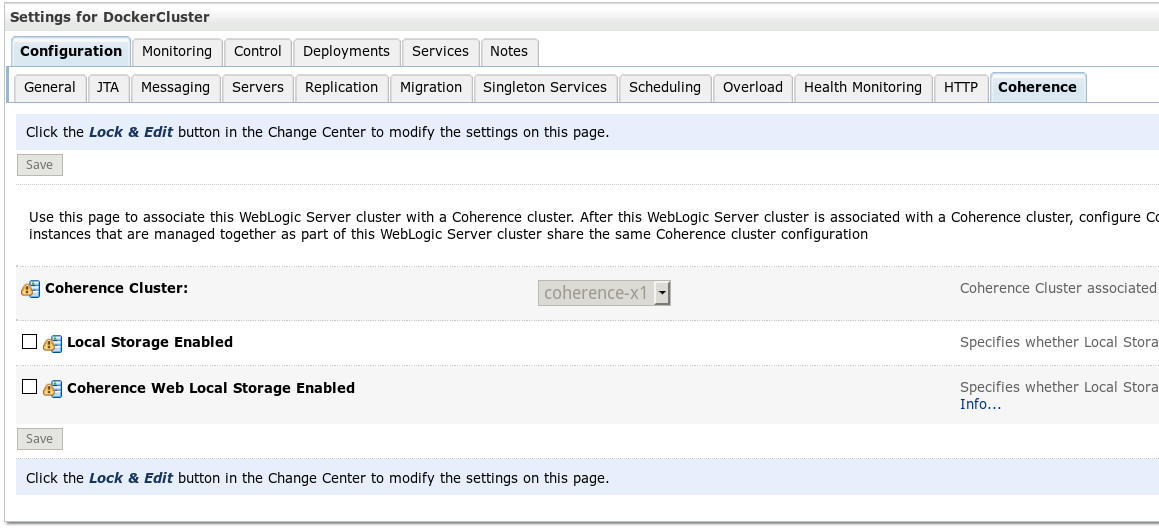 Settings for DockerCluster
Configuration Monitoring Control Deployments Services Notes
General JTA Messaging Servers Replication Migration Singleton Services Scheduling Overload Health Monitoring HTTP Coherence
Click the Lock & Edit button in the Change Center to modify the settings on this page.
Save
Use this page to associate this WebLogic Server cluster with a Coherence cluster. After this WebLogic Server cluster is associated with a Coherence cluster, configure Co
instances that are managed together as part of this WebLogic Server cluster share the same Coherence cluster configuration
Coherence Cluster: coherence-x1 Coherence Cluster associated
Local Storage Enabled Specifies whether Local Stora
Coherence Web Local Storage Enabled Specifies whether Local Stora
Info...
Save
Click the Lock & Edit button in the Change Center to modify the settings on this page.